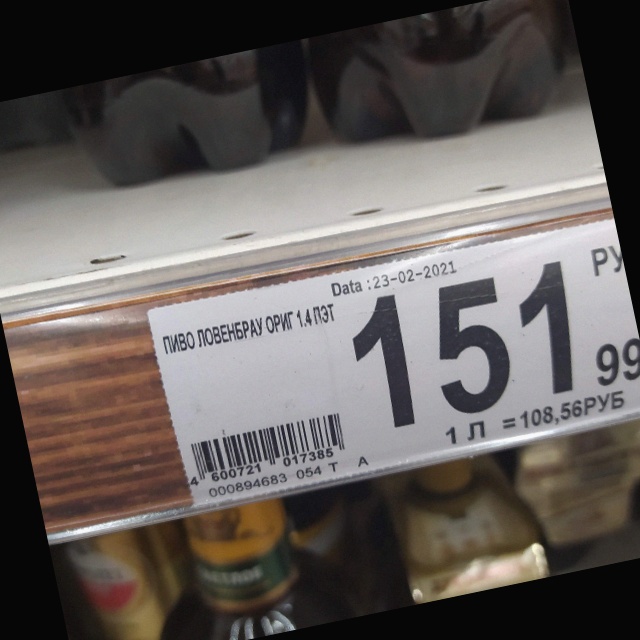 Data : 23-02-2021
ПИВО ЛОВЕНБРАУ ОРИГ 1.4 ПЭТ
151
РУ
99
1 Л =108,56РУБ
4 600721 017385
000894683 054 Т А